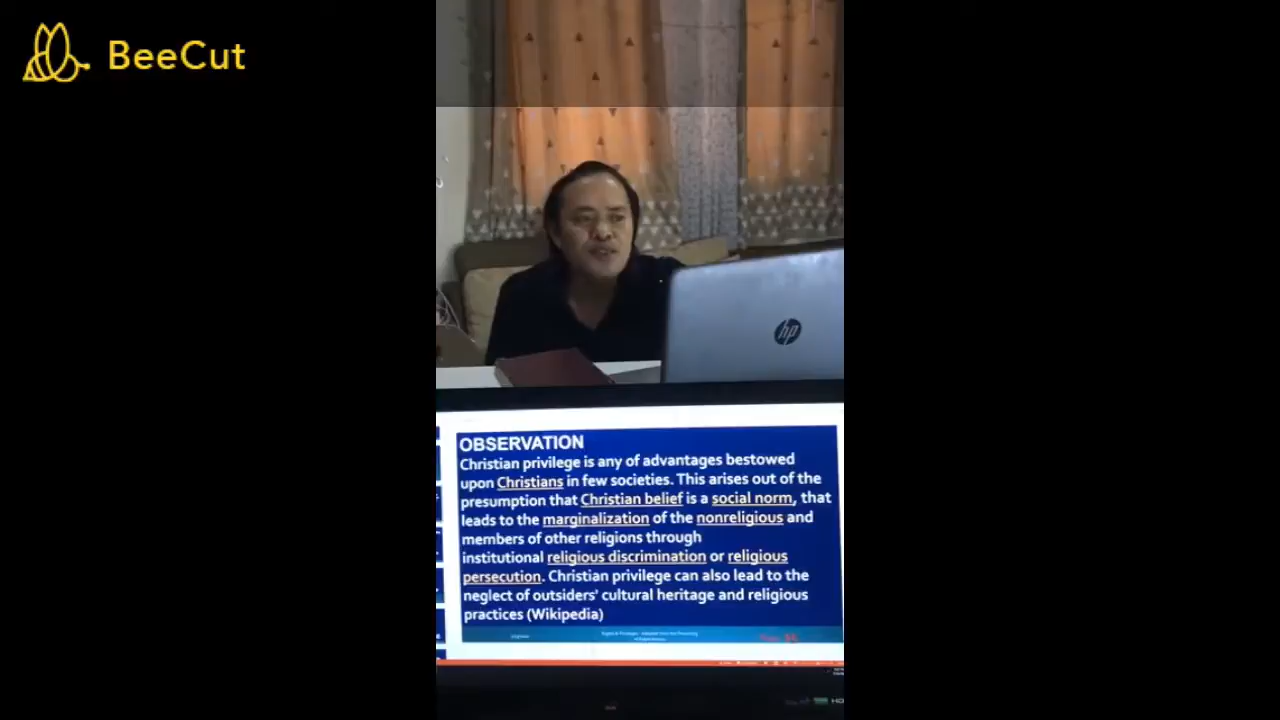 BeeCut
hp
OBSERVATION
Christian privilege is any of advantages bestowed
upon Christians in few societies. This arises out of the
presumption that Christian belief is a social norm, that
leads to the marginalization of the nonreligious and
members of other religions through
institutional religious discrimination or religious
persecution. Christian privilege can also lead to the
neglect of outsiders' cultural heritage and religious
practices (Wikipedia)